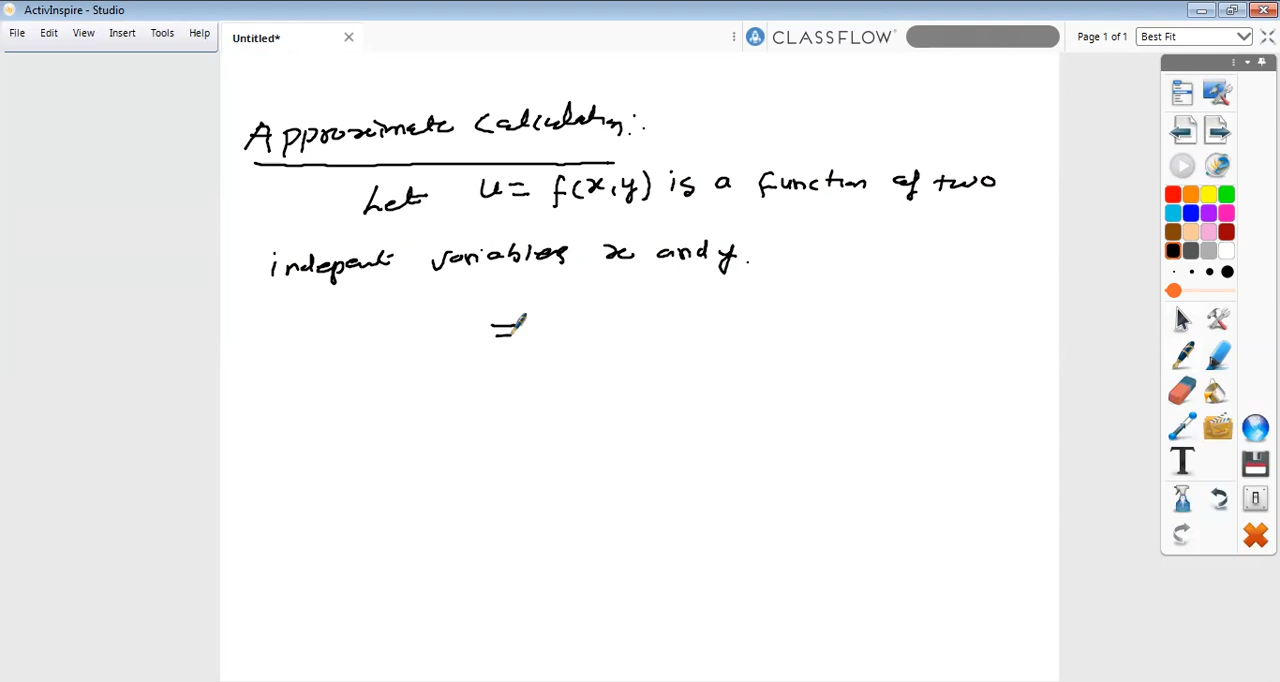 ActivInspire - Studio
File Edit View Insert Tools Help
Untitled*
CLASSFLOW
Page 1 of 1 Best Fit
Approximate Calculation:.
Let u = f(x,y) is a function of two
indepent variables x and y.
=
T